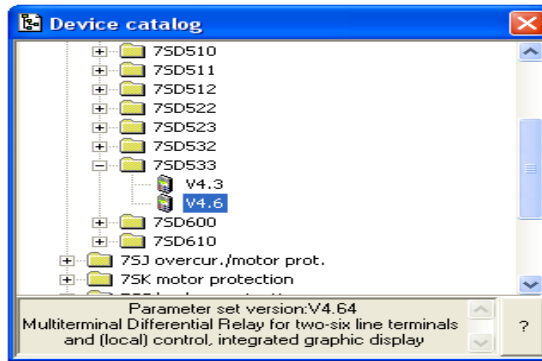 Device catalog
7SD510
7SD511
7SD512
7SD522
7SD523
7SD532
7SD533
V4.3
V4.6
7SD600
7SD610
7SJ overcur./motor prot.
7SK motor protection
Parameter set version:V4.64
Multiterminal Differential Relay for two-six line terminals
and (local) control, integrated graphic display
?